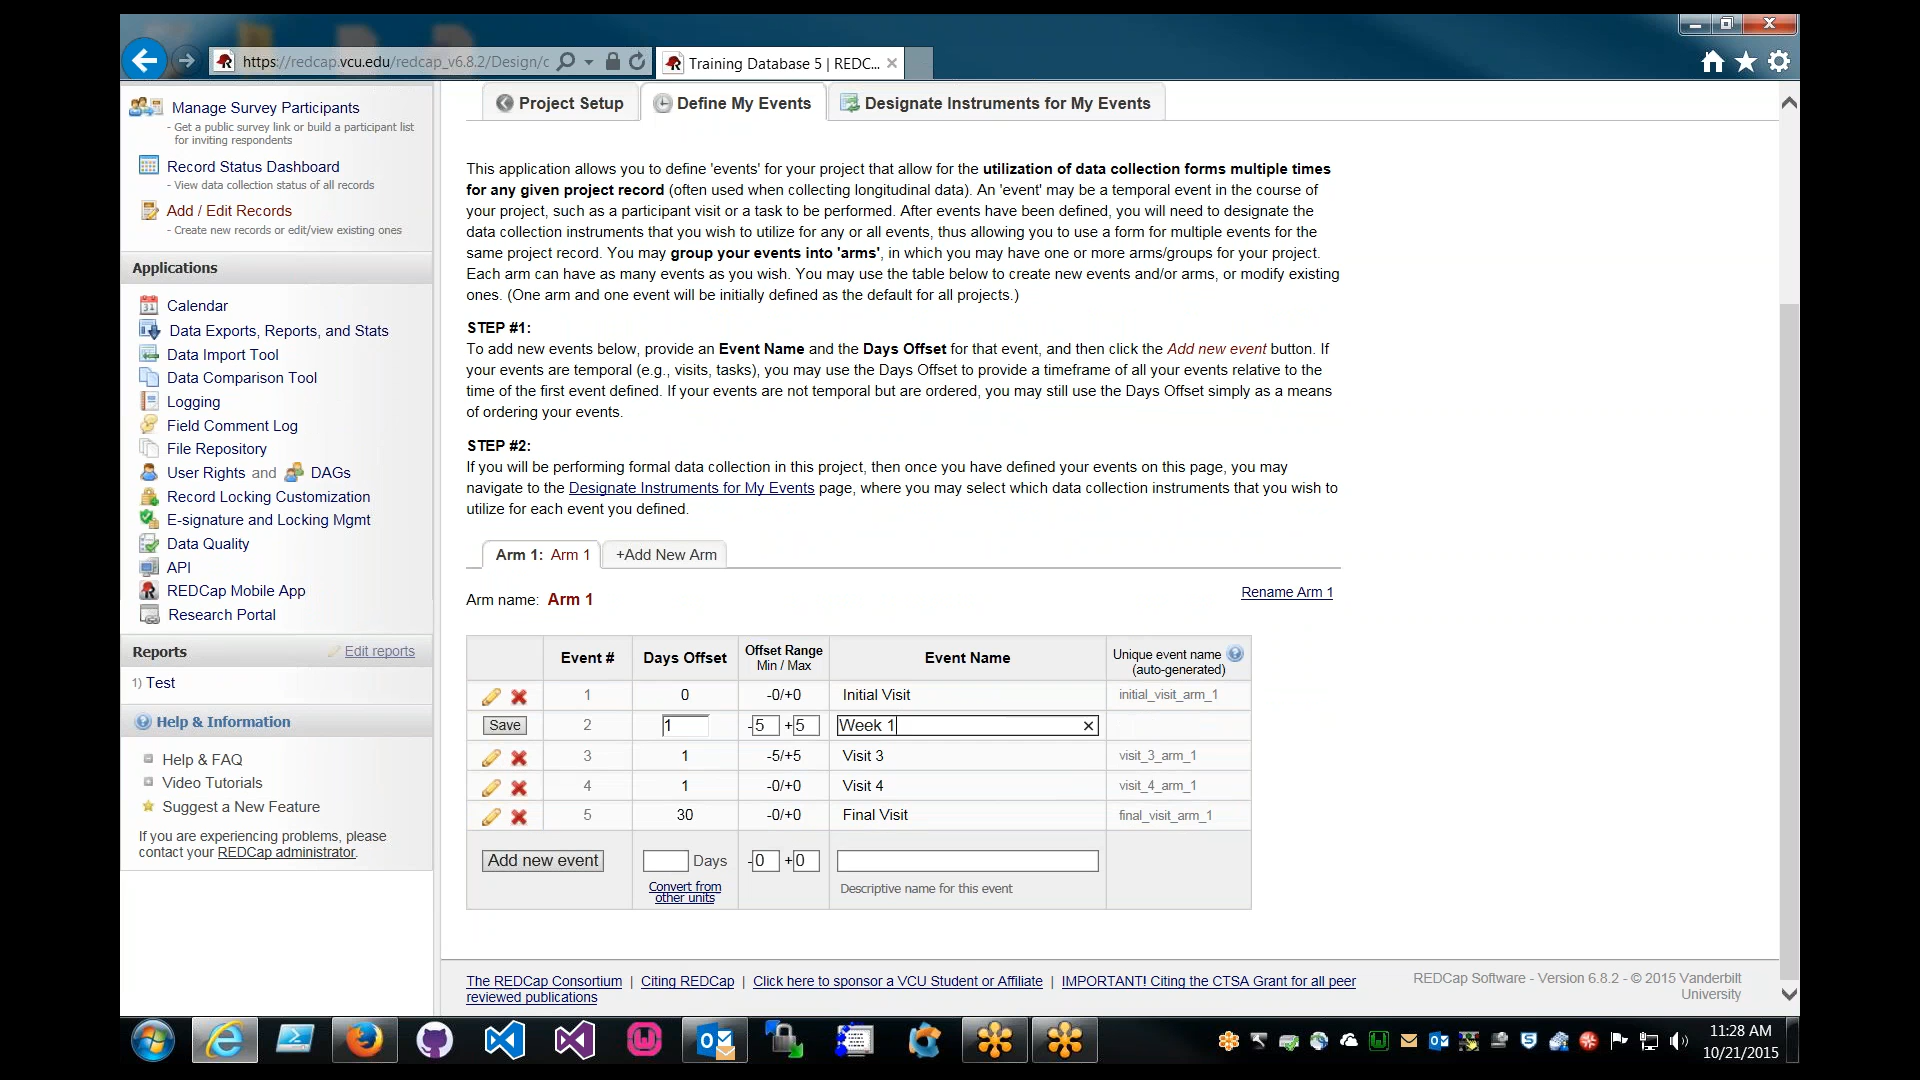 https://redcap.vcu.edu/redcap_v6.8.2/Design/c
Training Database 5 | REDC...
Manage Survey Participants
- Get a public survey link or build a participant list
for inviting respondents
Record Status Dashboard
- View data collection status of all records
Add / Edit Records
- Create new records or edit/view existing ones
Applications
31 Calendar
Data Exports, Reports, and Stats
Data Import Tool
Data Comparison Tool
Logging
Field Comment Log
File Repository
User Rights and DAGs
Record Locking Customization
E-signature and Locking Mgmt
Data Quality
API
REDCap Mobile App
Research Portal
Reports Edit reports
1) Test
Help & Information
Help & FAQ
Video Tutorials
Suggest a New Feature
If you are experiencing problems, please
contact your REDCap administrator.
Project Setup Define My Events Designate Instruments for My Events
This application allows you to define 'events' for your project that allow for the utilization of data collection forms multiple times
for any given project record (often used when collecting longitudinal data). An 'event' may be a temporal event in the course of
your project, such as a participant visit or a task to be performed. After events have been defined, you will need to designate the
data collection instruments that you wish to utilize for any or all events, thus allowing you to use a form for multiple events for the
same project record. You may group your events into 'arms', in which you may have one or more arms/groups for your project.
Each arm can have as many events as you wish. You may use the table below to create new events and/or arms, or modify existing
ones. (One arm and one event will be initially defined as the default for all projects.)
STEP #1:
To add new events below, provide an Event Name and the Days Offset for that event, and then click the Add new event button. If
your events are temporal (e.g., visits, tasks), you may use the Days Offset to provide a timeframe of all your events relative to the
time of the first event defined. If your events are not temporal but are ordered, you may still use the Days Offset simply as a means
of ordering your events.
STEP #2:
If you will be performing formal data collection in this project, then once you have defined your events on this page, you may
navigate to the Designate Instruments for My Events page, where you may select which data collection instruments that you wish to
utilize for each event you defined.
Arm 1: Arm 1 +Add New Arm
Arm name: Arm 1 Rename Arm 1
Event # Days Offset Offset Range Min / Max Event Name Unique event name (auto-generated)
1 0 -0/+0 Initial Visit initial_visit_arm_1
Save 2 1 -5 +5 Week 1
3 1 -5/+5 Visit 3 visit_3_arm_1
4 1 -0/+0 Visit 4 visit_4_arm_1
5 30 -0/+0 Final Visit final_visit_arm_1
Add new event Days -0 +0
Convert from
other units
Descriptive name for this event
The REDCap Consortium | Citing REDCap | Click here to sponsor a VCU Student or Affiliate | IMPORTANT! Citing the CTSA Grant for all peer
reviewed publications
REDCap Software - Version 6.8.2 - © 2015 Vanderbilt
University
11:28 AM
10/21/2015